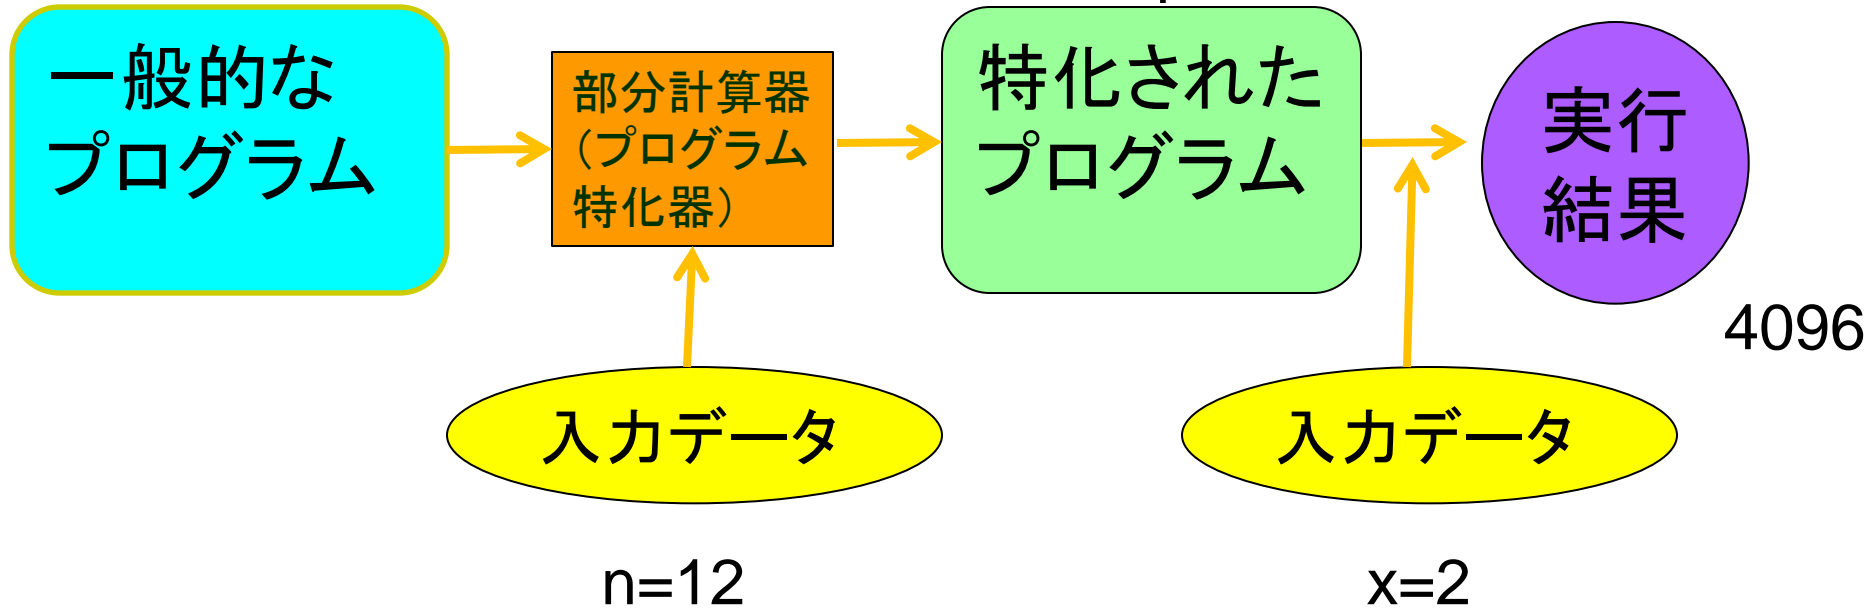 一般的な
プログラム
部分計算器
（プログラム
特化器）
特化された
プログラム
実行
結果
4096
入力データ
入力データ
n=12
x=2